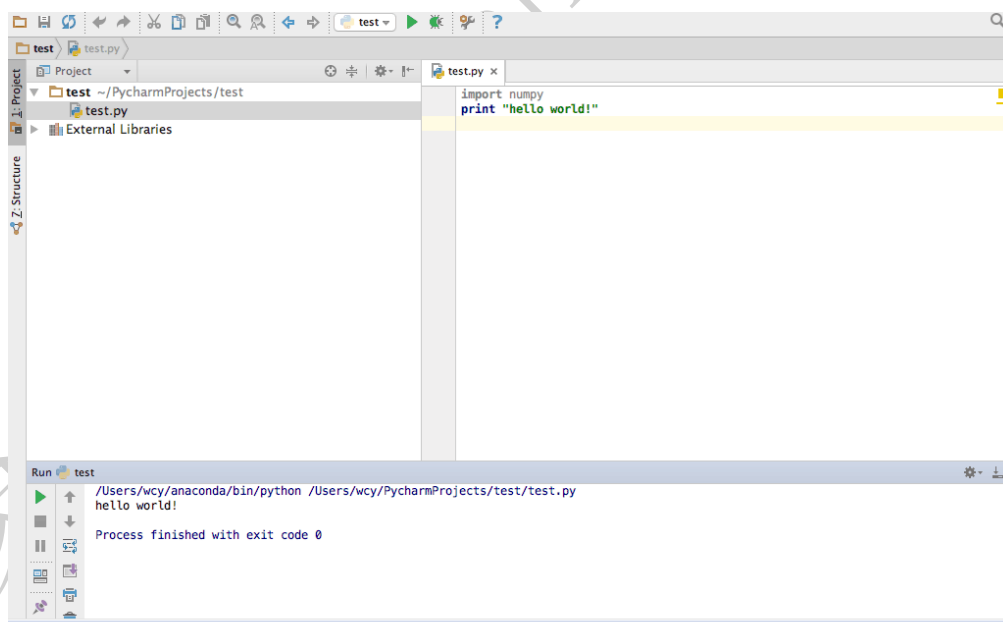 test
test test.py
Project
test.py
1: Project
test ~/PycharmProjects/test
test.py
External Libraries
Z: Structure
import numpy
print "hello world!"
Run test
/Users/wcy/anaconda/bin/python /Users/wcy/PycharmProjects/test/test.py
hello world!
Process finished with exit code 0